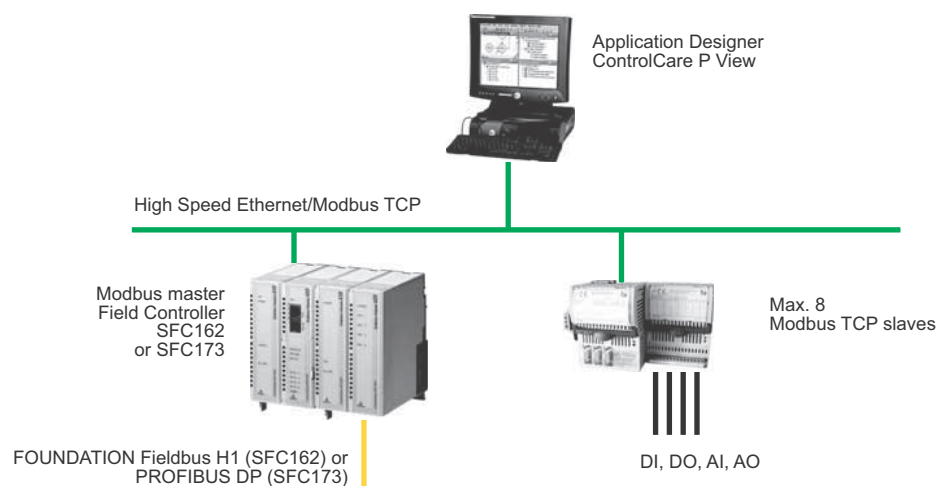 Application Designer
ControlCare P View
High Speed Ethernet/Modbus TCP
Modbus master
Field Controller
SFC162
or SFC173
Max. 8
Modbus TCP slaves
FOUNDATION Fieldbus H1 (SFC162) or
PROFIBUS DP (SFC173)
DI, DO, AI, AO